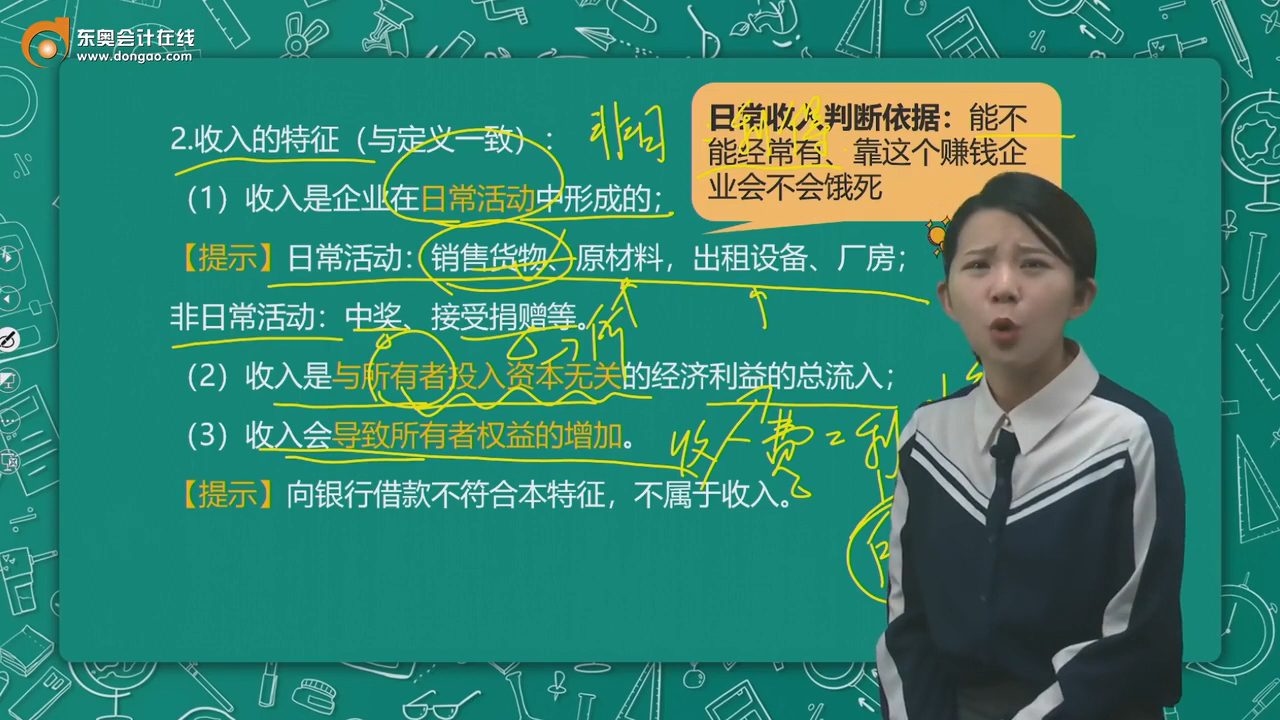 东奥会计在线
www.dongao.com
2.收入的特征（与定义一致）：
非日
日常收入判断依据：能不
能经常有、靠这个赚钱企
业会不会饿死
（1）收入是企业在日常活动中形成的；
【提示】日常活动：销售货物、原材料，出租设备、厂房；
非日常活动：中奖、接受捐赠等。
（2）收入是与所有者投入资本无关的经济利益的总流入；
（3）收入会导致所有者权益的增加。
收入 费 = 利
【提示】向银行借款不符合本特征，不属于收入。